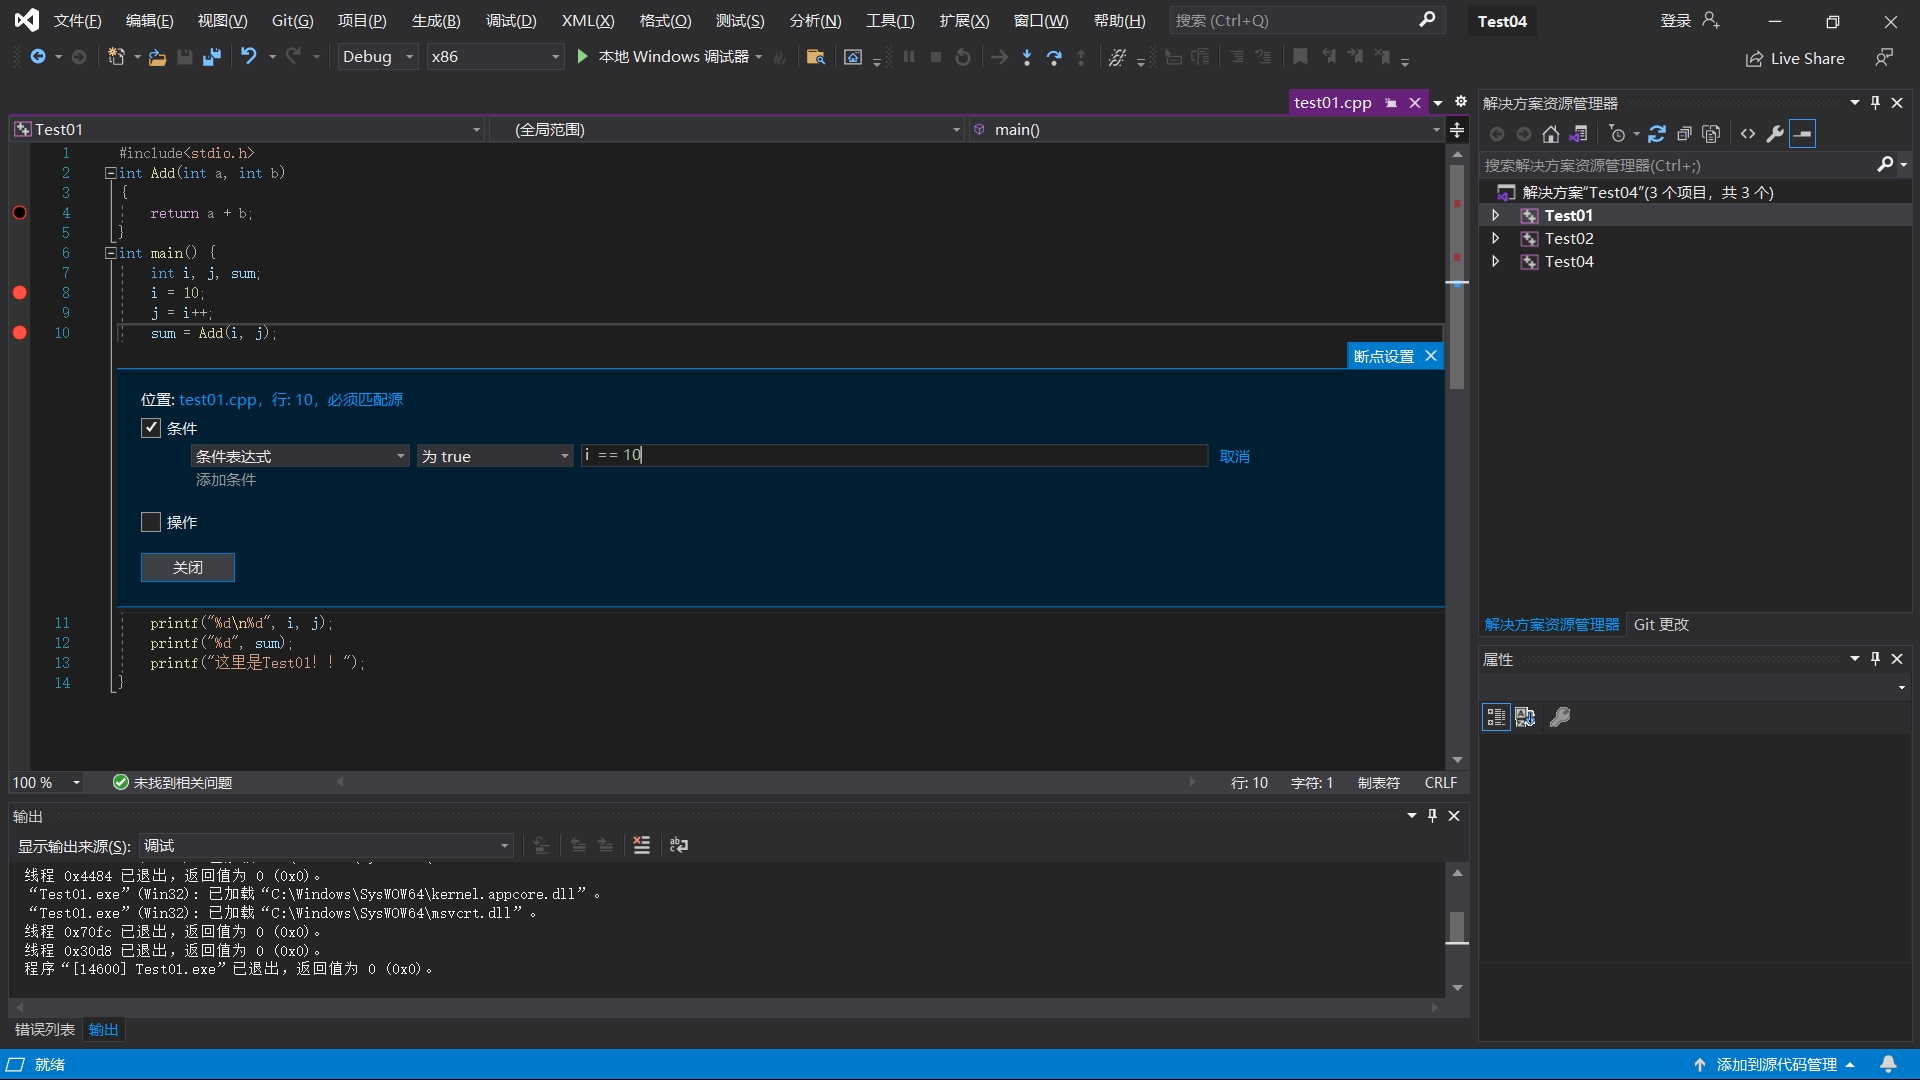 文件(F) 编辑(E) 视图(V) Git(G) 项目(P) 生成(B) 调试(D) XML(X) 格式(O) 测试(S) 分析(N) 工具(T) 扩展(X) 窗口(W) 帮助(H) 搜索 (Ctrl+Q) Test04 登录
Debug x86 本地 Windows 调试器 Live Share
test01.cpp
Test01 (全局范围) main()
1 #include<stdio.h>
2 int Add(int a, int b)
3 {
4 return a + b;
5 }
6 int main() {
7 int i, j, sum;
8 i = 10;
9 j = i++;
10 sum = Add(i, j);
断点设置
位置: test01.cpp, 行: 10, 必须匹配源
条件
条件表达式 为 true i == 10 取消
添加条件
操作
关闭
11 printf("%d\n%d", i, j);
12 printf("%d", sum);
13 printf("这里是Test01！！");
14 }
100 % 未找到相关问题 行: 10 字符: 1 制表符 CRLF
输出
显示输出来源(S): 调试
线程 0x4484 已退出，返回值为 0 (0x0)。
“Test01.exe”(Win32): 已加载“C:\Windows\SysWOW64\kernel.appcore.dll”。
“Test01.exe”(Win32): 已加载“C:\Windows\SysWOW64\msvcrt.dll”。
线程 0x70fc 已退出，返回值为 0 (0x0)。
线程 0x30d8 已退出，返回值为 0 (0x0)。
程序“[14600] Test01.exe”已退出，返回值为 0 (0x0)。
错误列表 输出
解决方案资源管理器
搜索解决方案资源管理器(Ctrl+;)
解决方案“Test04”(3 个项目，共 3 个)
Test01
Test02
Test04
解决方案资源管理器 Git 更改
属性
就绪 添加到源代码管理